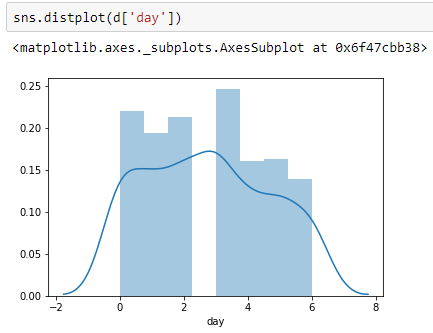 sns.distplot(d['day'])
<matplotlib.axes._subplots.AxesSubplot at 0x6f47cbb38>
0.25
0.20
0.15
0.10
0.05
0.00
−2 0 2 4 6 8
day